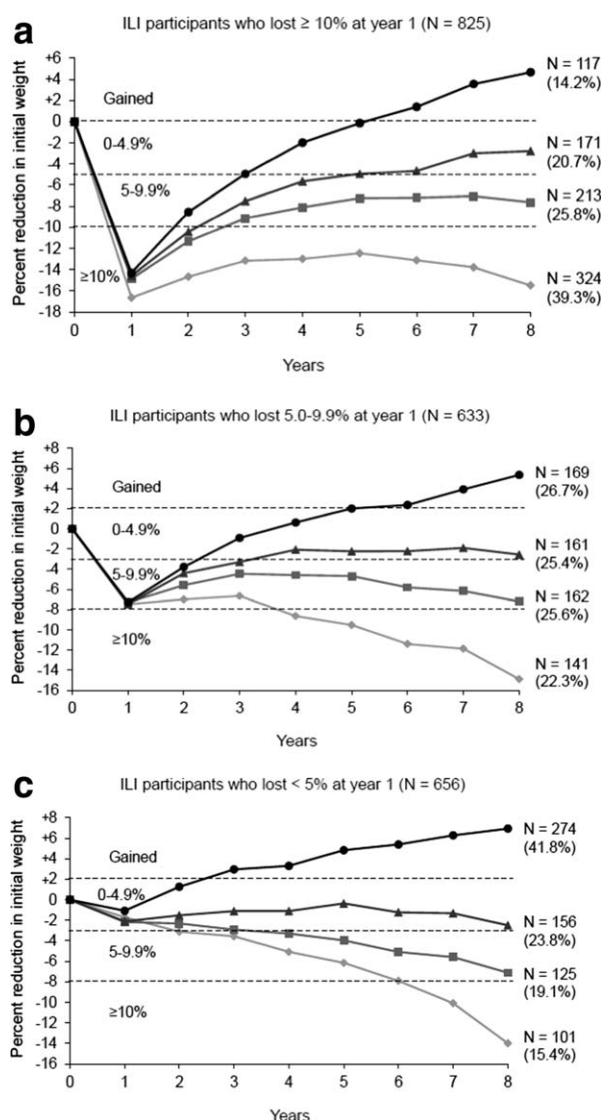 a
ILI participants who lost ≥ 10% at year 1 (N = 825)
Percent reduction in initial weight
+6
+4
+2
0
-2
-4
-6
-8
-10
-12
-14
-16
-18
Gained
0-4.9%
5-9.9%
≥10%
N = 117
(14.2%)
N = 171
(20.7%)
N = 213
(25.8%)
N = 324
(39.3%)
0 1 2 3 4 5 6 7 8
Years
b
ILI participants who lost 5.0-9.9% at year 1 (N = 633)
Percent reduction in initial weight
+8
+6
+4
+2
0
-2
-4
-6
-8
-10
-12
-14
-16
Gained
0-4.9%
5-9.9%
≥10%
N = 169
(26.7%)
N = 161
(25.4%)
N = 162
(25.6%)
N = 141
(22.3%)
0 1 2 3 4 5 6 7 8
Years
c
ILI participants who lost < 5% at year 1 (N = 656)
Percent reduction in initial weight
+8
+6
+4
+2
0
-2
-4
-6
-8
-10
-12
-14
-16
Gained
0-4.9%
5-9.9%
≥10%
N = 274
(41.8%)
N = 156
(23.8%)
N = 125
(19.1%)
N = 101
(15.4%)
0 1 2 3 4 5 6 7 8
Years